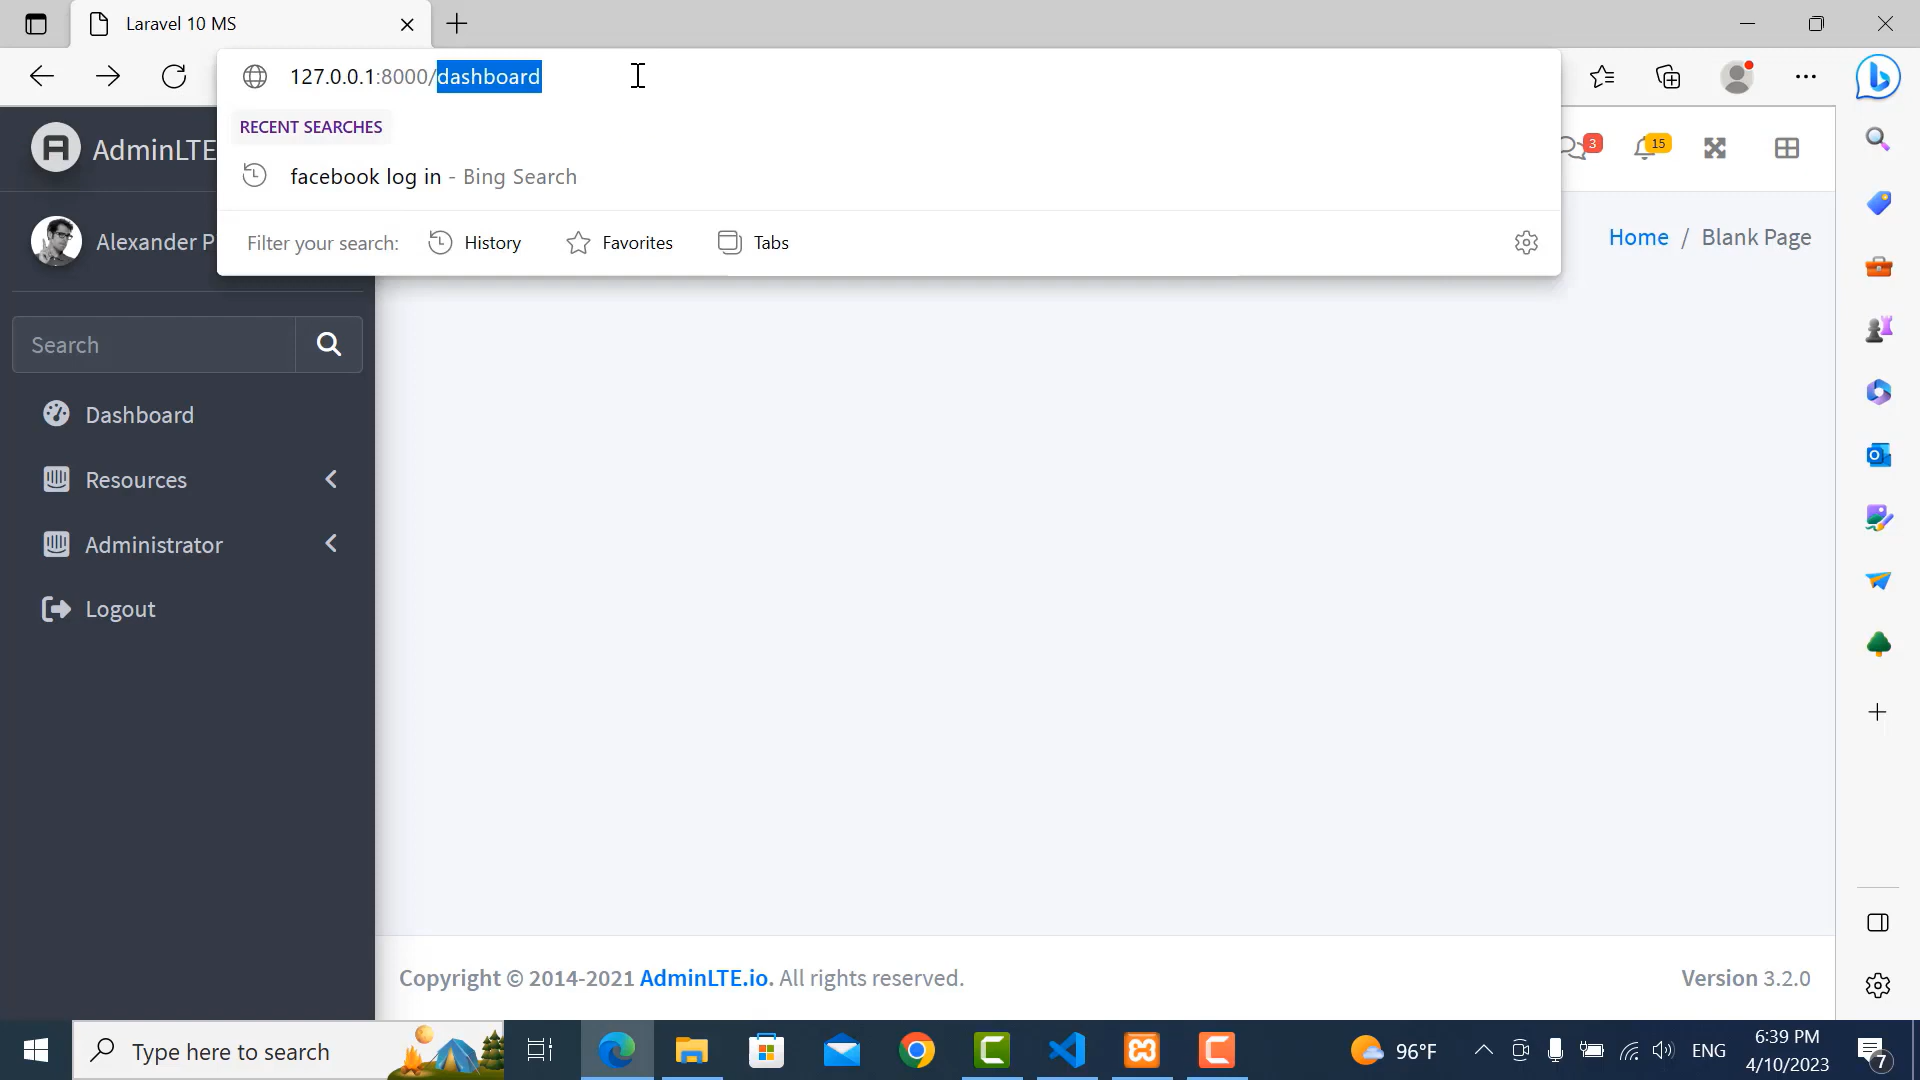 Laravel 10 MS
127.0.0.1:8000/dashboard
RECENT SEARCHES
facebook log in - Bing Search
Filter your search: History Favorites Tabs
AdminLTE
3
15
Alexander P
Home / Blank Page
Search
Dashboard
Resources
Administrator
Logout
Copyright © 2014-2021 AdminLTE.io. All rights reserved.
Version 3.2.0
Type here to search
96°F
ENG
6:39 PM
4/10/2023
7